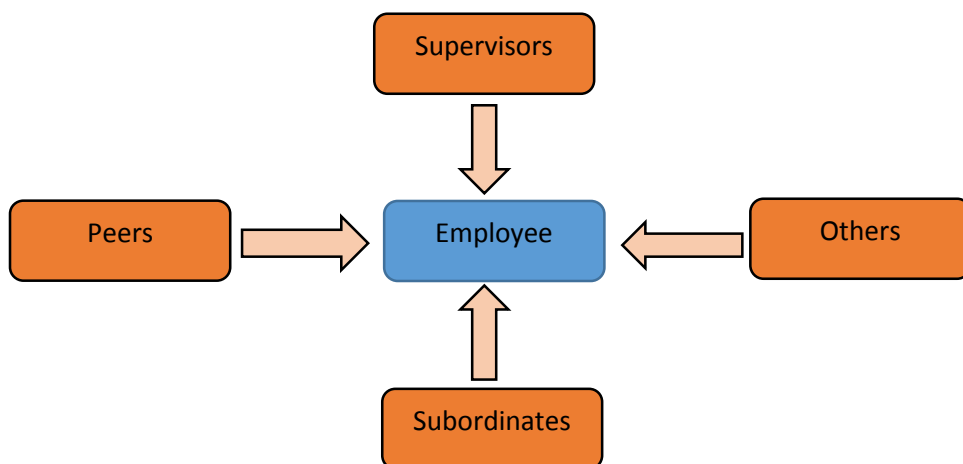 Supervisors
Peers
Employee
Others
Subordinates